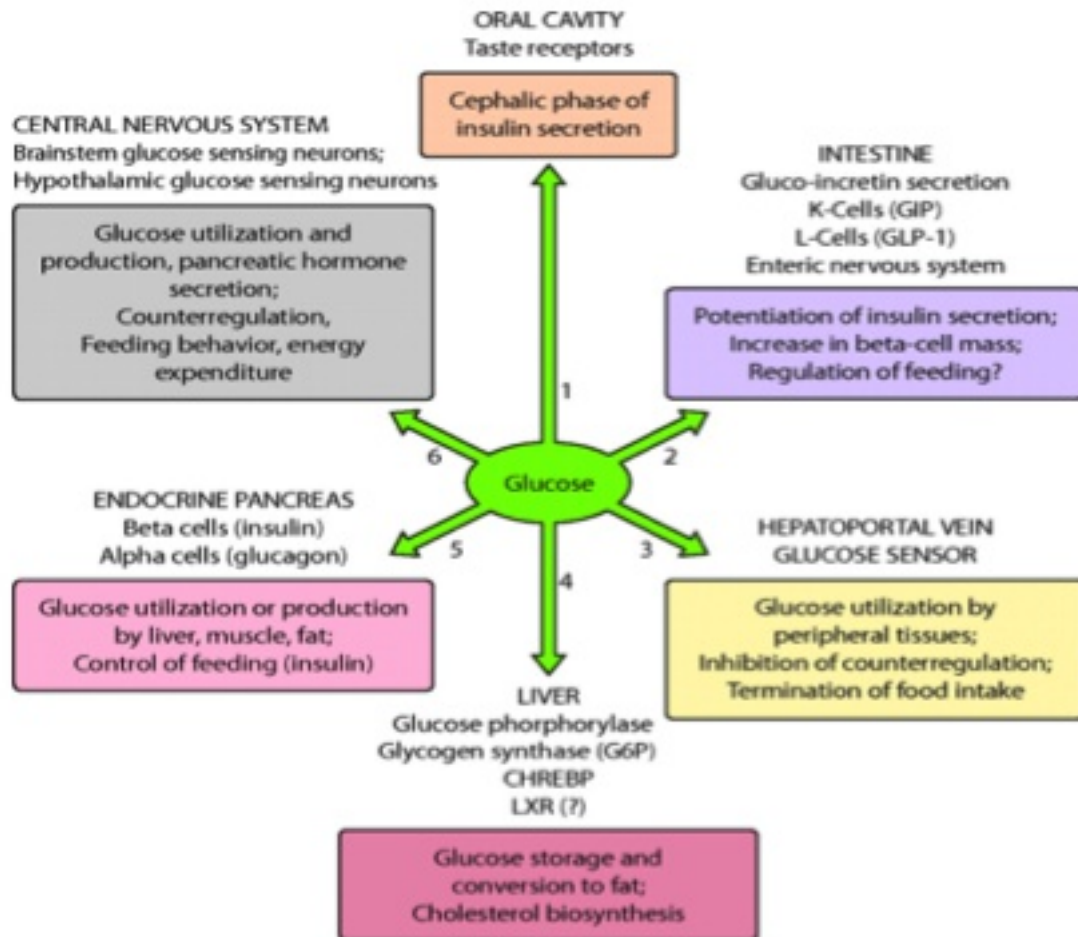 ORAL CAVITY
Taste receptors
Cephalic phase of
insulin secretion
CENTRAL NERVOUS SYSTEM
Brainstem glucose sensing neurons;
Hypothalamic glucose sensing neurons
Glucose utilization and
production, pancreatic hormone
secretion;
Counterregulation,
Feeding behavior, energy
expenditure
INTESTINE
Gluco-incretin secretion
K-Cells (GIP)
L-Cells (GLP-1)
Enteric nervous system
Potentiation of insulin secretion;
Increase in beta-cell mass;
Regulation of feeding?
1
2
3
4
5
6
Glucose
ENDOCRINE PANCREAS
Beta cells (insulin)
Alpha cells (glucagon)
Glucose utilization or production
by liver, muscle, fat;
Control of feeding (insulin)
HEPATOPORTAL VEIN
GLUCOSE SENSOR
Glucose utilization by
peripheral tissues;
Inhibition of counterregulation;
Termination of food intake
LIVER
Glucose phorphorylase
Glycogen synthase (G6P)
CHREBP
LXR (?)
Glucose storage and
conversion to fat;
Cholesterol biosynthesis